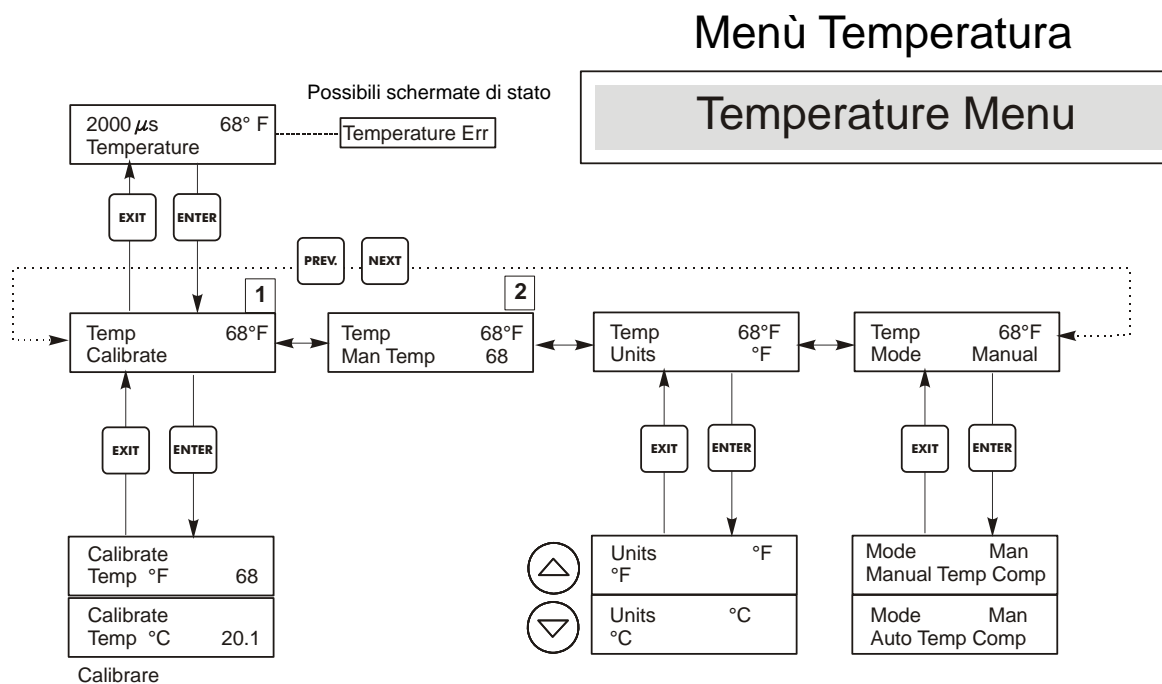 Menù Temperatura
Temperature Menu
Possibili schermate di stato
2000 µs 68° F
Temperature
Temperature Err
EXIT ENTER
PREV. NEXT
1
2
Temp 68°F
Calibrate
Temp 68°F
Man Temp 68
Temp 68°F
Units °F
Temp 68°F
Mode Manual
EXIT ENTER
EXIT ENTER
EXIT ENTER
Calibrate
Temp °F 68
Calibrate
Temp °C 20.1
Calibrare
Units °F
°F
Units °C
°C
Mode Man
Manual Temp Comp
Mode Man
Auto Temp Comp